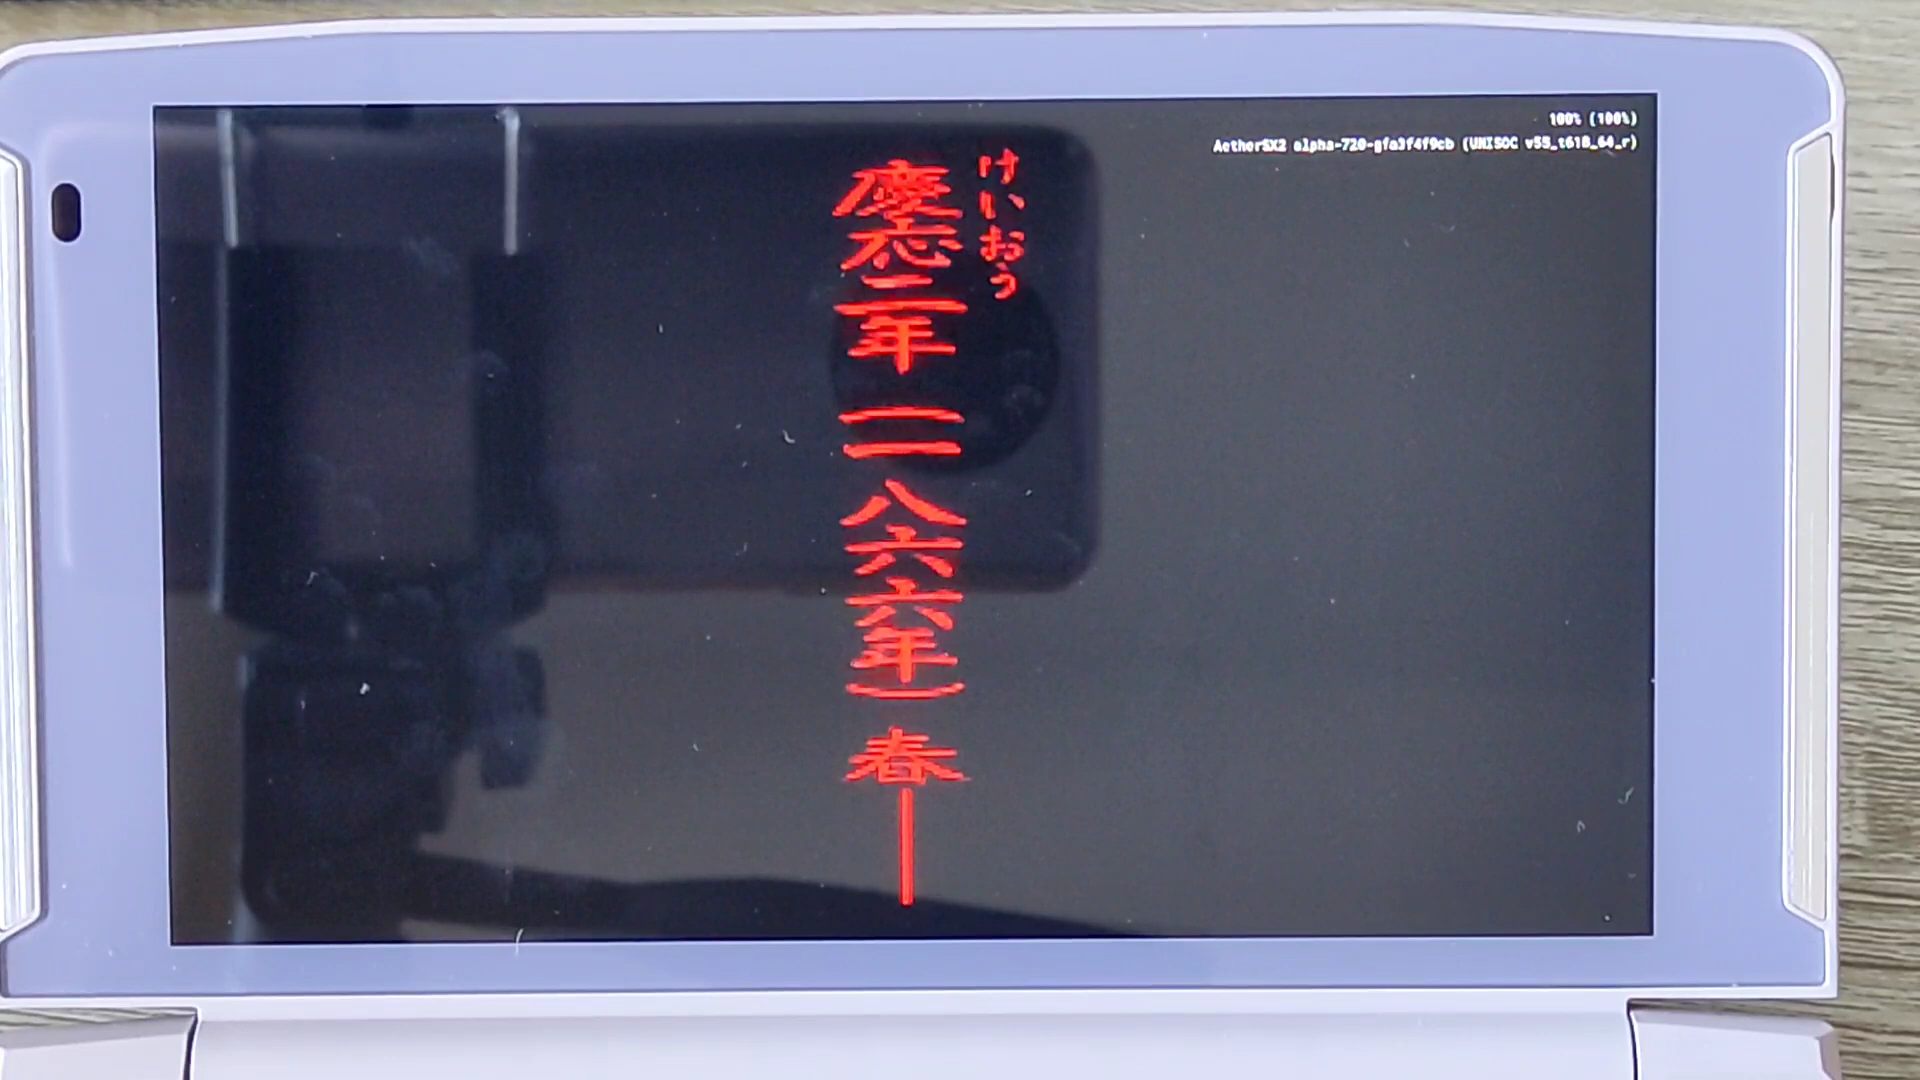 100% (100%)
AetherSX2 alpha-720-gfa3f4f9cb (UNISOC v55_t618_64_r)
けいおう
慶応二年（一八六六年）春―